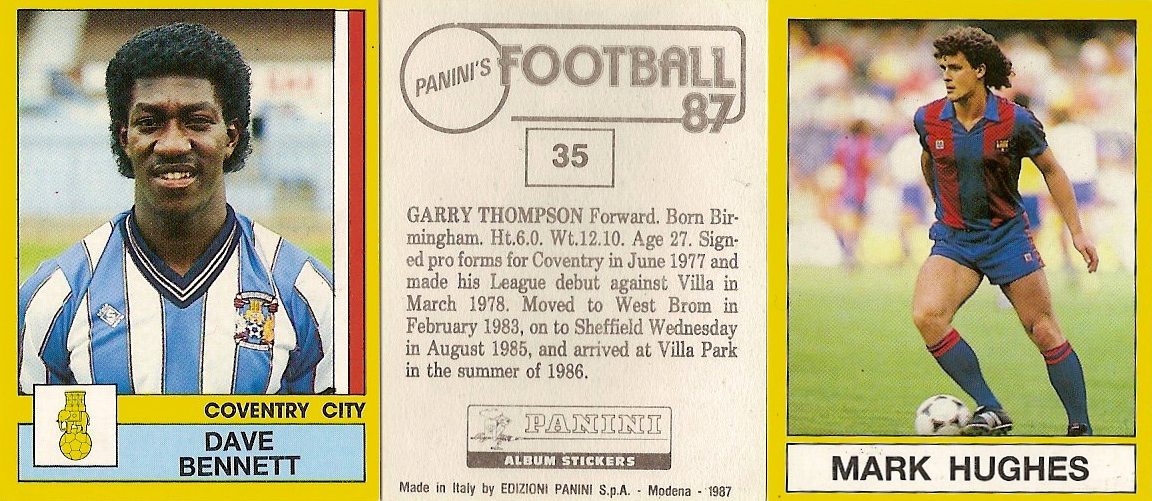 COVENTRY CITY
DAVE
BENNETT
PANINI'S FOOTBALL
87
35
GARRY THOMPSON Forward. Born Bir-
mingham. Ht.6.0. Wt.12.10. Age 27. Sign-
ed pro forms for Coventry in June 1977 and
made his League debut against Villa in
March 1978. Moved to West Brom in
February 1983, on to Sheffield Wednesday
in August 1985, and arrived at Villa Park
in the summer of 1986.
PANINI
ALBUM STICKERS
Made in Italy by EDIZIONI PANINI S.p.A. - Modena - 1987
MARK HUGHES